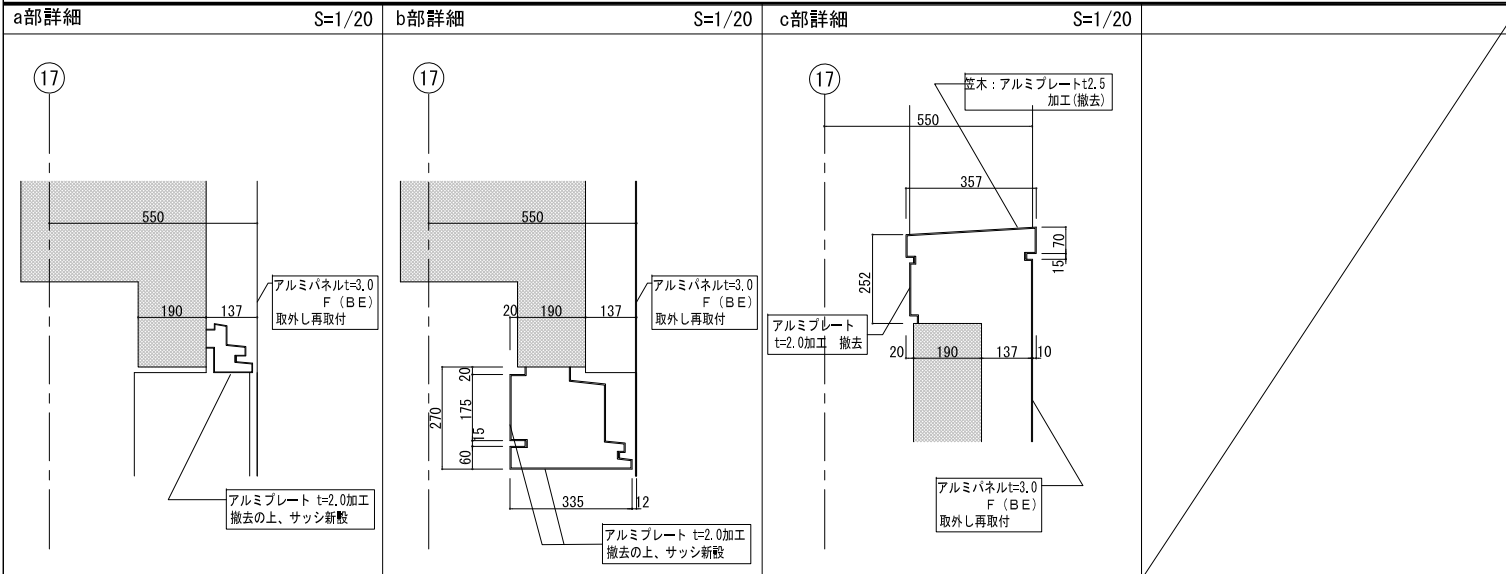 a部詳細 S=1/20
17
550
190 137
アルミパネルt=3.0
F (BE)
取外し再取付
アルミプレート t=2.0加工
撤去の上、サッシ新設
b部詳細 S=1/20
17
550
20 190 137
アルミパネルt=3.0
F (BE)
取外し再取付
20
175
270
15
60
335 12
アルミプレート t=2.0加工
撤去の上、サッシ新設
c部詳細 S=1/20
17
笠木：アルミプレートt2.5
加工(撤去)
550
357
70
15
252
アルミプレート
t=2.0加工 撤去
20 190 137 10
アルミパネルt=3.0
F (BE)
取外し再取付